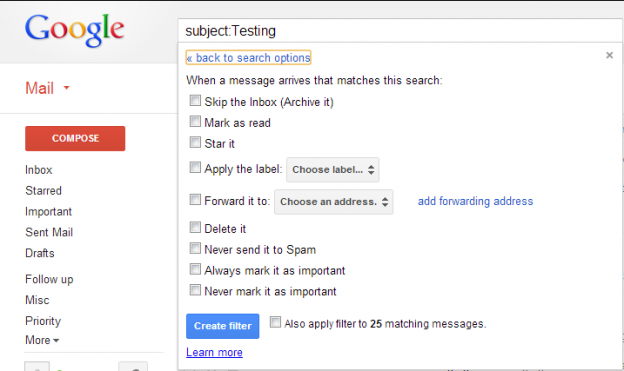 Google
subject:Testing
« back to search options
×
When a message arrives that matches this search:
Mail
Skip the Inbox (Archive it)
Mark as read
COMPOSE
Star it
Inbox
Apply the label: Choose label...
Starred
Forward it to: Choose an address. add forwarding address
Important
Sent Mail
Delete it
Drafts
Never send it to Spam
Always mark it as important
Follow up
Never mark it as important
Misc
Priority
Create filter Also apply filter to 25 matching messages.
More
Learn more